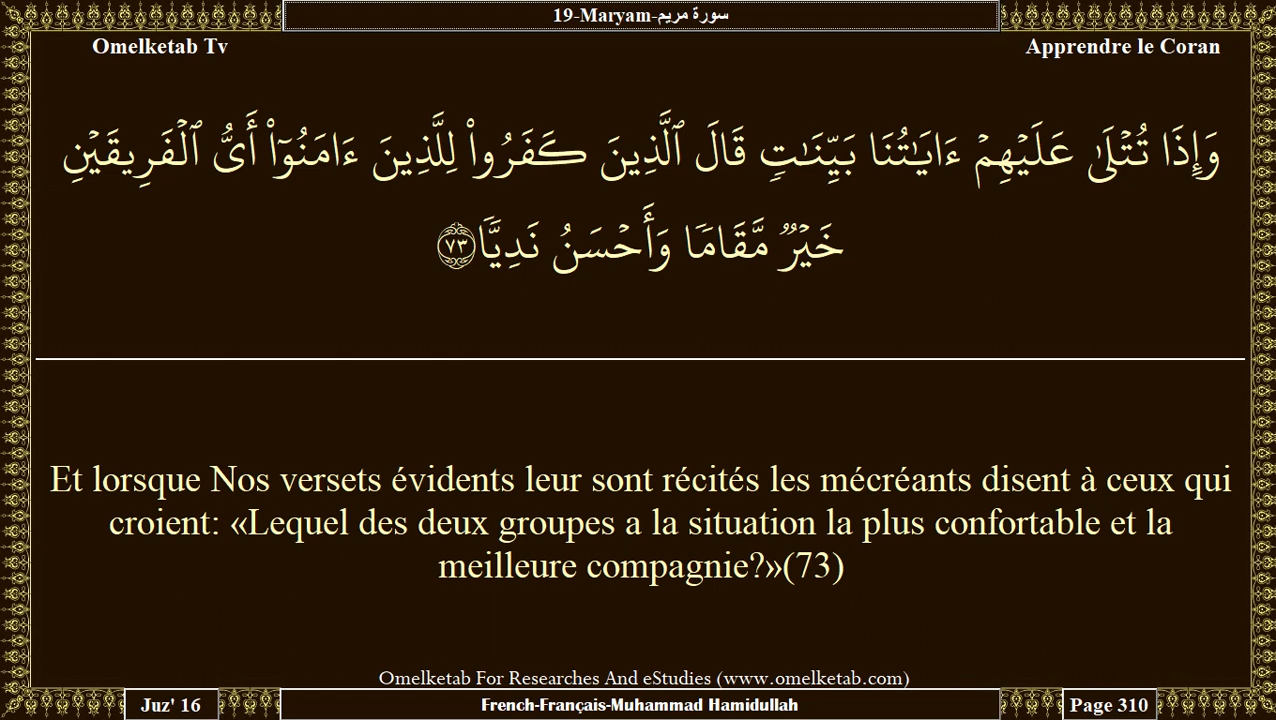 19-Maryam-سورة مريم
Omelketab Tv
Apprendre le Coran
وَإِذَا تُتۡلَىٰ عَلَيۡهِمۡ ءَايَٰتُنَا بَيِّنَٰتٖ قَالَ ٱلَّذِينَ كَفَرُواْ لِلَّذِينَ ءَامَنُوٓاْ أَيُّ ٱلۡفَرِيقَيۡنِ
خَيۡرٞ مَّقَامٗا وَأَحۡسَنُ نَدِيّٗا ٧٣
Et lorsque Nos versets évidents leur sont récités les mécréants disent à ceux qui
croient: «Lequel des deux groupes a la situation la plus confortable et la
meilleure compagnie?»(73)
Omelketab For Researches And eStudies (www.omelketab.com)
Juz' 16
French-Français-Muhammad Hamidullah
Page 310